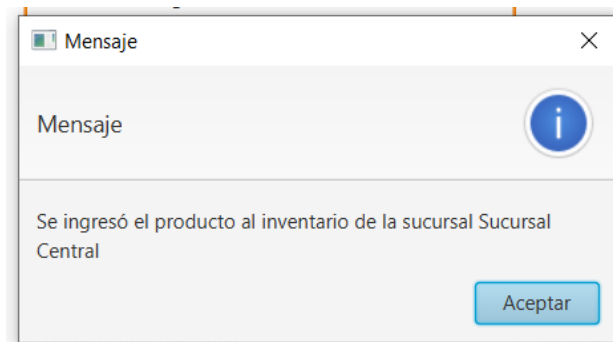 Mensaje
Mensaje
Se ingresó el producto al inventario de la sucursal Sucursal
Central
Aceptar